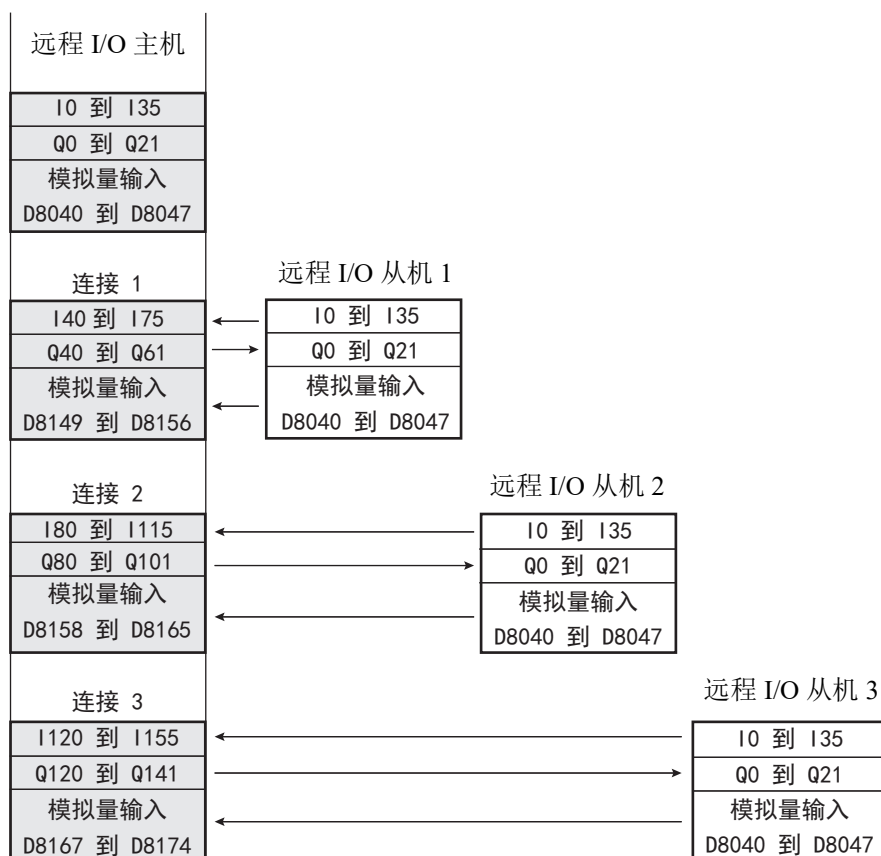 远程 I/O 主机
I0 到 I35
Q0 到 Q21
模拟量输入
D8040 到 D8047
连接 1
远程 I/O 从机 1
I40 到 I75
I0 到 I35
Q40 到 Q61
Q0 到 Q21
模拟量输入
模拟量输入
D8149 到 D8156
D8040 到 D8047
连接 2
远程 I/O 从机 2
I80 到 I115
I0 到 I35
Q80 到 Q101
Q0 到 Q21
模拟量输入
模拟量输入
D8158 到 D8165
D8040 到 D8047
连接 3
远程 I/O 从机 3
I120 到 I155
I0 到 I35
Q120 到 Q141
Q0 到 Q21
模拟量输入
模拟量输入
D8167 到 D8174
D8040 到 D8047